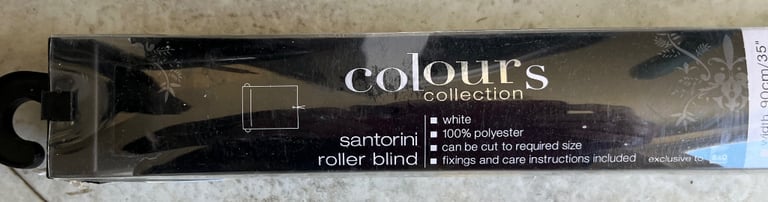 colours
collection
santorini
roller blind
white
100% polyester
can be cut to required size
fixings and care instructions included
exclusive to B&Q
width 90cm/35"